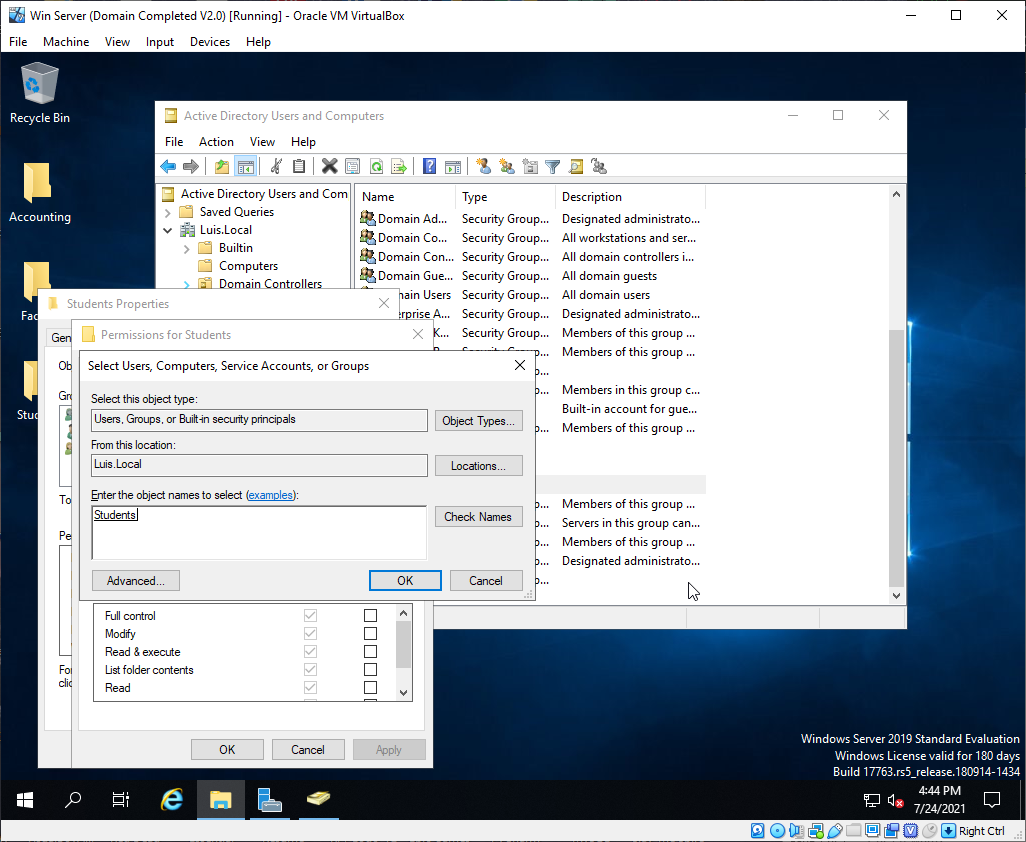 Win Server (Domain Completed V2.0) [Running] - Oracle VM VirtualBox
File Machine View Input Devices Help
Recycle Bin
Accounting
Active Directory Users and Computers
File Action View Help
Active Directory Users and Com
Saved Queries
Luis.Local
Builtin
Computers
Domain Controllers
Name Type Description
Domain Ad... Security Group... Designated administrato...
Domain Co... Security Group... All workstations and ser...
Domain Con... Security Group... All domain controllers i...
Domain Gue... Security Group... All domain guests
Domain Users Security Group... All domain users
erprise A... Security Group... Designated administrato...
K... Security Group... Members of this group ...
Security Group... Members of this group ...
p...
p... Members in this group c...
p... Built-in account for gue...
p... Members of this group ...
p... Members of this group ...
p... Servers in this group can...
p... Members of this group ...
p... Designated administrato...
p...
Students Properties
Gen
Ob
Gro
To
Pe
For
clic
Permissions for Students
Select Users, Computers, Service Accounts, or Groups
Select this object type:
Users, Groups, or Built-in security principals
Object Types...
From this location:
Luis.Local
Locations...
Enter the object names to select (examples):
Students
Check Names
Advanced...
OK
Cancel
Full control
Modify
Read & execute
List folder contents
Read
OK Cancel Apply
Fac
Stud
Windows Server 2019 Standard Evaluation
Windows License valid for 180 days
Build 17763.rs5_release.180914-1434
4:44 PM
7/24/2021
Right Ctrl